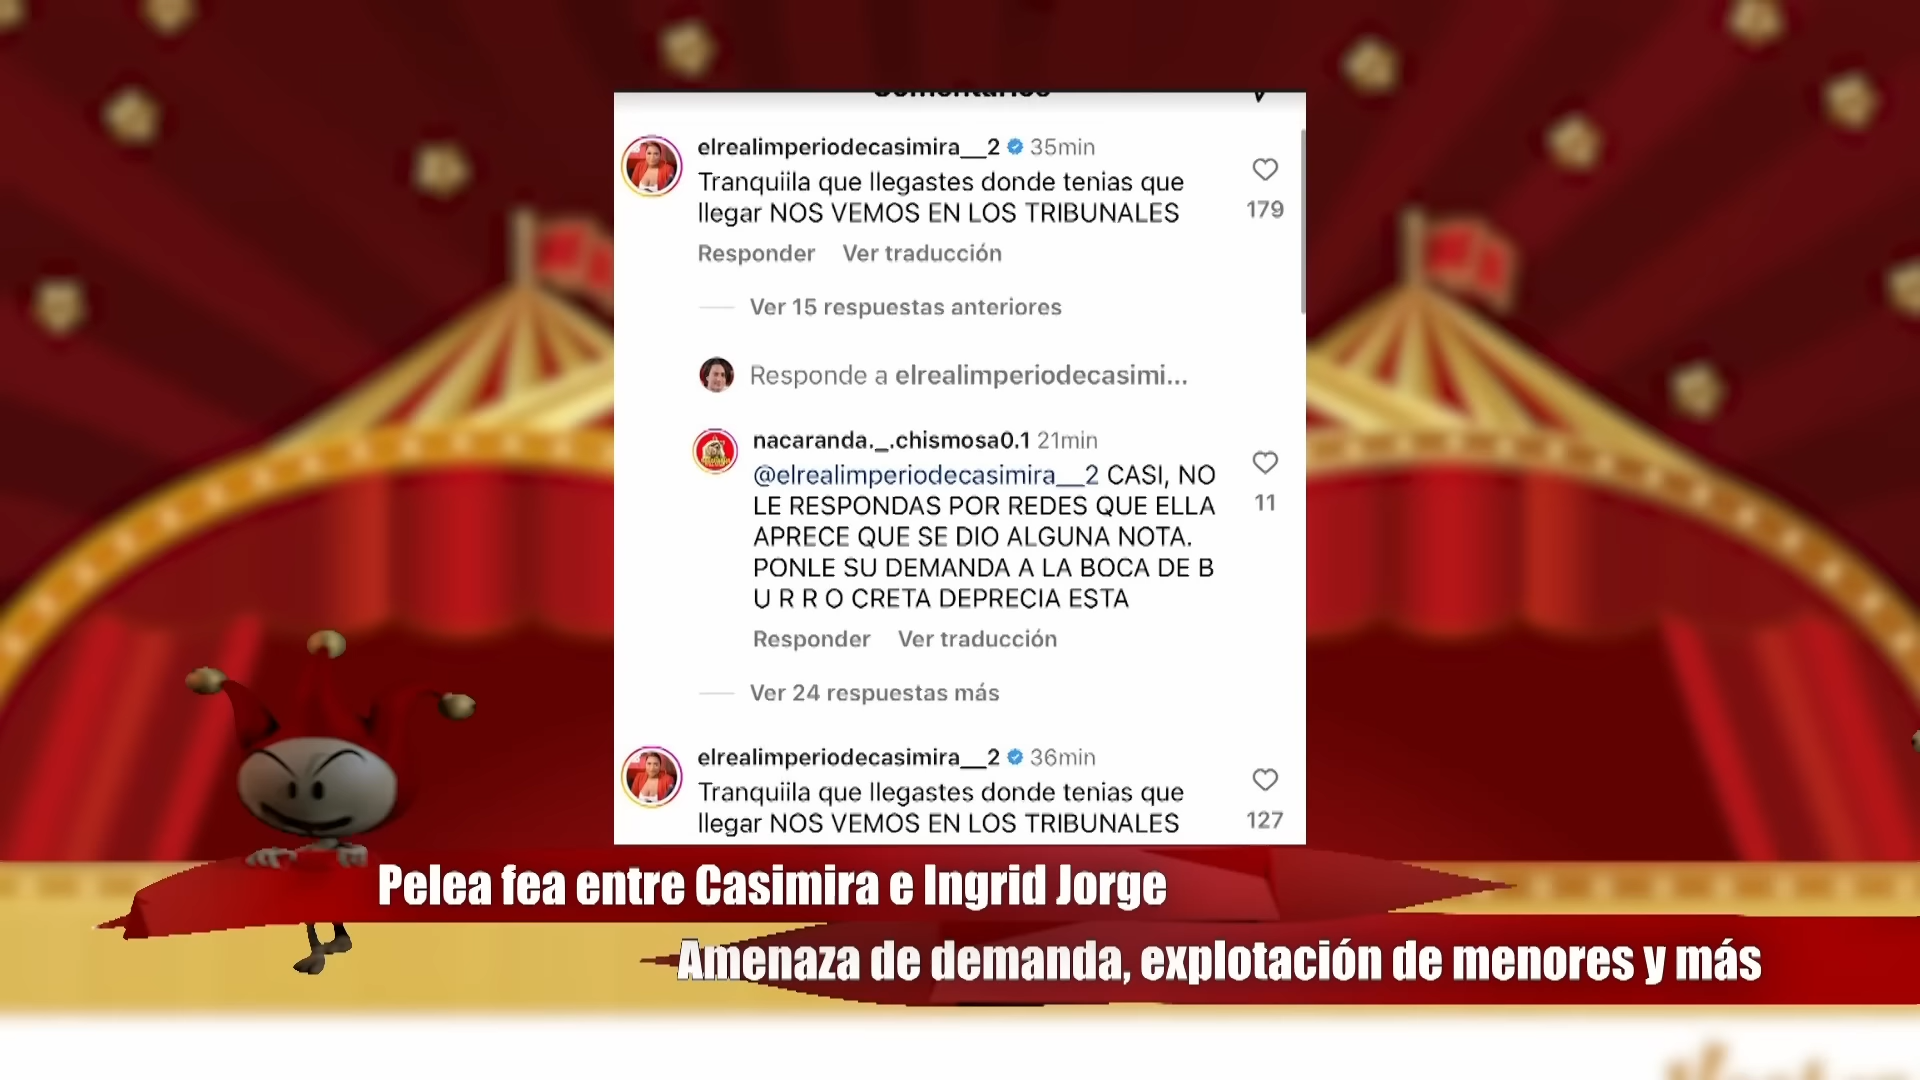 Comentarios
elrealimperiodecasimira__2 35min
Tranquiila que llegastes donde tenias que
llegar NOS VEMOS EN LOS TRIBUNALES
179
Responder Ver traducción
Ver 15 respuestas anteriores
Responde a elrealimperiodecasimi...
nacaranda._.chismosa0.1 21min
@elrealimperiodecasimira__2 CASI, NO
LE RESPONDAS POR REDES QUE ELLA
APRECE QUE SE DIO ALGUNA NOTA.
PONLE SU DEMANDA A LA BOCA DE B
U R R O CRETA DEPRECIA ESTA
11
Responder Ver traducción
Ver 24 respuestas más
elrealimperiodecasimira__2 36min
Tranquiila que llegastes donde tenias que
llegar NOS VEMOS EN LOS TRIBUNALES
127
Pelea fea entre Casimira e Ingrid Jorge
Amenaza de demanda, explotación de menores y más